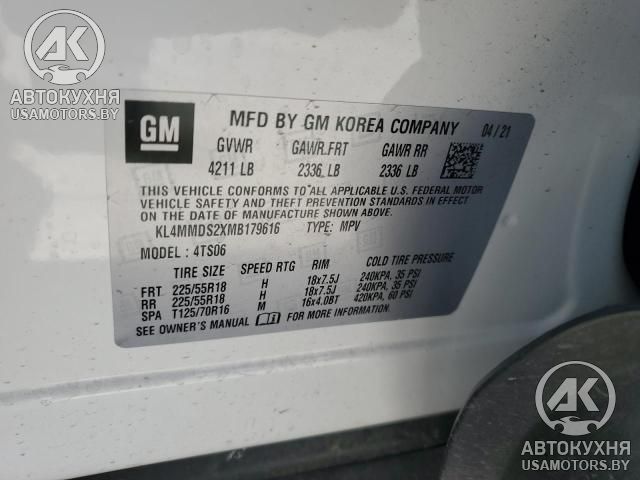 AK
АВТОКУХНЯ
USAMOTORS.BY
GM
MFD BY GM KOREA COMPANY 04/21
GVWR GAWR FRT GAWR RR
4211 LB 2336 LB 2336 LB
THIS VEHICLE CONFORMS TO ALL APPLICABLE U.S. FEDERAL MOTOR
VEHICLE SAFETY AND THEFT PREVENTION STANDARDS IN EFFECT
ON THE DATE OF MANUFACTURE SHOWN ABOVE.
KL4MMDS2XMB179616 TYPE: MPV
MODEL: 4TS06
TIRE SIZE SPEED RTG RIM COLD TIRE PRESSURE
FRT 225/55R18 H 18x7.5J 240KPA, 35 PSI
RR 225/55R18 H 18x7.5J 240KPA, 35 PSI
SPA T125/70R16 M 16x4.0BT 420KPA, 60 PSI
SEE OWNER'S MANUAL FOR MORE INFORMATION.
AK
АВТОКУХНЯ
USAMOTORS.BY